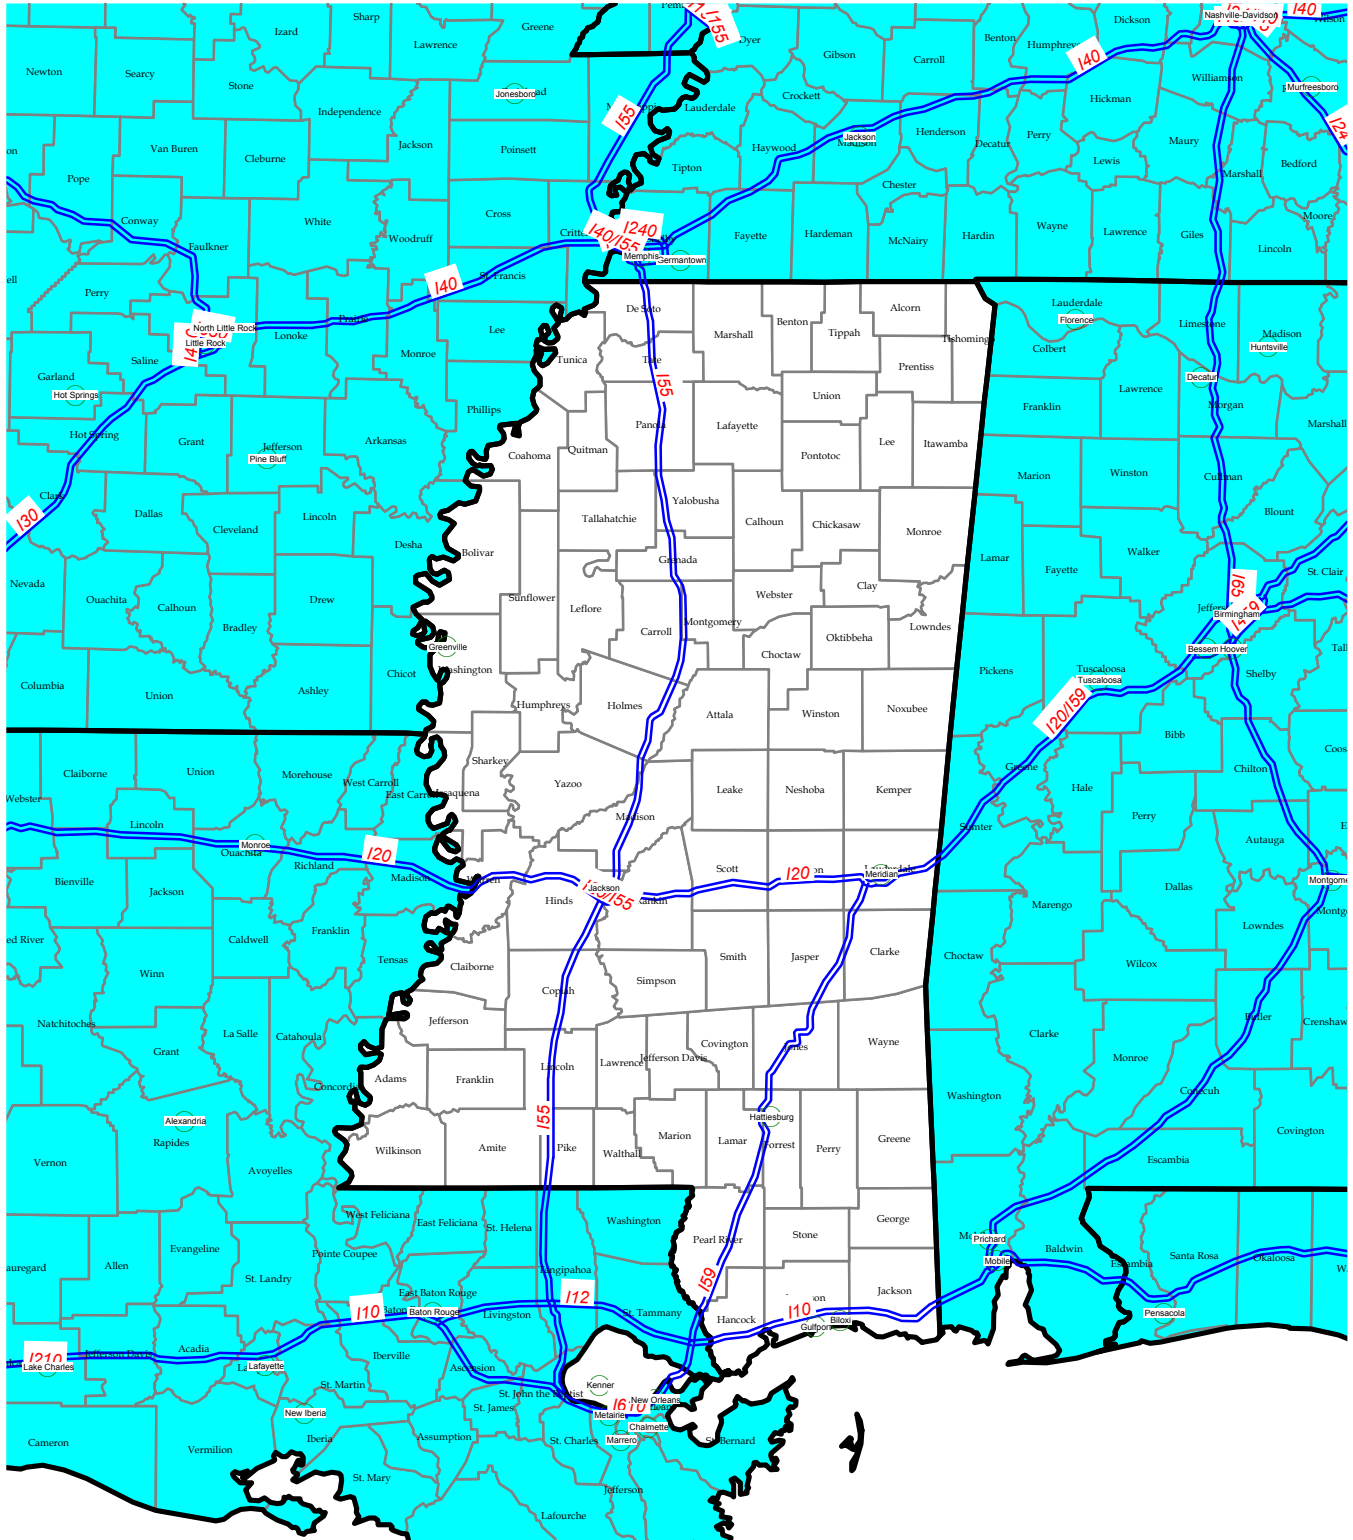 Sharp
Greene
I155
Dyer
Dickson
Nashville-Davidson
I40
Wilson
Izard
Lawrence
Gibson
Carroll
Benton
Humphreys
I40
Newton
Searcy
Stone
Jonesboro
Crockett
Williamson
Murfreesboro
Independence
I55
Lauderdale
Hickman
I24
Van Buren
Cleburne
Jackson
Poinsett
Haywood
Jackson
Madison
Henderson
Decatur
Perry
Maury
Bedford
Pope
Tipton
Chester
Lewis
Marshall
Conway
White
Cross
Moore
Faulkner
Woodruff
I40/I55
I240
Fayette
Hardeman
McNairy
Hardin
Wayne
Lawrence
Giles
Lincoln
Memphis
Germantown
Perry
I40
St. Francis
North Little Rock
Little Rock
Lonoke
Prairie
Lee
De Soto
Marshall
Benton
Tippah
Alcorn
Tishomingo
Lauderdale
Florence
Limestone
Madison
Huntsville
Saline
Monroe
Tunica
Tate
Prentiss
Colbert
Garland
Hot Springs
I55
Union
Franklin
Lawrence
Decatur
Morgan
Phillips
Panola
Lafayette
Marshall
Hot Spring
Grant
Jefferson
Pine Bluff
Arkansas
Coahoma
Quitman
Pontotoc
Lee
Itawamba
Marion
Winston
Cullman
Clark
I30
Dallas
Cleveland
Lincoln
Tallahatchie
Yalobusha
Calhoun
Chickasaw
Monroe
Blount
Desha
Bolivar
Grenada
Lamar
Fayette
Walker
St. Clair
Nevada
Ouachita
Calhoun
Drew
Sunflower
Leflore
Webster
Clay
I65
Bradley
Carroll
Montgomery
Oktibbeha
Lowndes
Birmingham
Greenville
Washington
Choctaw
Bessem
Hoover
Columbia
Union
Ashley
Chicot
Pickens
Tuscaloosa
Tuscaloosa
Shelby
Humphreys
Holmes
Attala
Winston
Noxubee
I20/I59
Bibb
Claiborne
Union
Morehouse
West Carroll
Sharkey
Yazoo
Leake
Neshoba
Kemper
Greene
Hale
Chilton
Webster
East Carroll
Lincoln
Madison
Sumter
Perry
Autauga
Monroe
Ouachita
I20
Richland
Madison
Warren
Scott
I20
Lauderdale
Meridian
Dallas
Montgome
Bienville
Jackson
Jackson
Hinds
Rankin
Marengo
Lowndes
Caldwell
Franklin
Tensas
Claiborne
Copiah
Simpson
Smith
Jasper
Clarke
Choctaw
Wilcox
Winn
Natchitoches
La Salle
Catahoula
Jefferson
Covington
Jones
Wayne
Clarke
Butler
Crenshaw
Grant
Concordia
Adams
Franklin
Lincoln
Lawrence
Jefferson Davis
Monroe
Conecuh
Alexandria
Rapides
I55
Hattiesburg
Washington
Covington
Vernon
Avoyelles
Wilkinson
Amite
Pike
Walthall
Marion
Lamar
Forrest
Perry
Greene
Escambia
West Feliciana
East Feliciana
St. Helena
Washington
George
Evangeline
Pointe Coupee
Pearl River
Stone
Prichard
Baldwin
Santa Rosa
Okaloosa
Allen
St. Landry
Tangipahoa
I59
Mobile
Escambia
East Baton Rouge
I10
Baton Rouge
Livingston
I12
St. Tammany
Hancock
I10
Gulfport
Biloxi
Jackson
Pensacola
Acadia
Jefferson Davis
I210
Lake Charles
Lafayette
Iberville
Ascension
St. Martin
St. John the Baptist
Kenner
New Orleans
I610
New Iberia
St. James
Metairie
Chalmette
Cameron
Vermilion
Iberia
Assumption
St. Charles
Marrero
St. Bernard
St. Mary
Jefferson
Lafourche